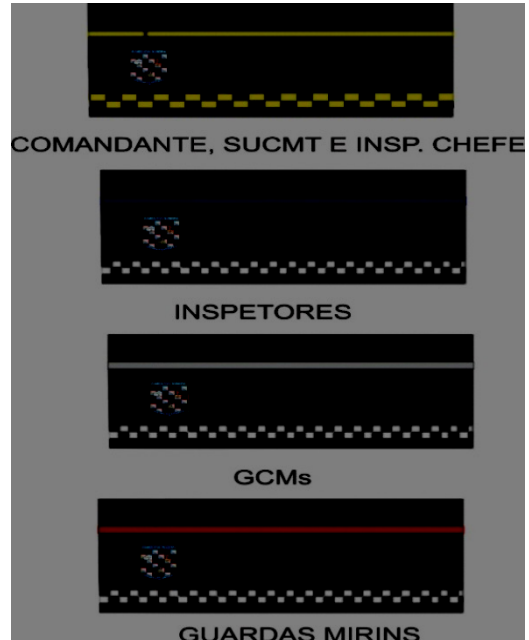 COMANDANTE, SUCMT E INSP. CHEFE
INSPETORES
GCMs
GUARDAS MIRINS